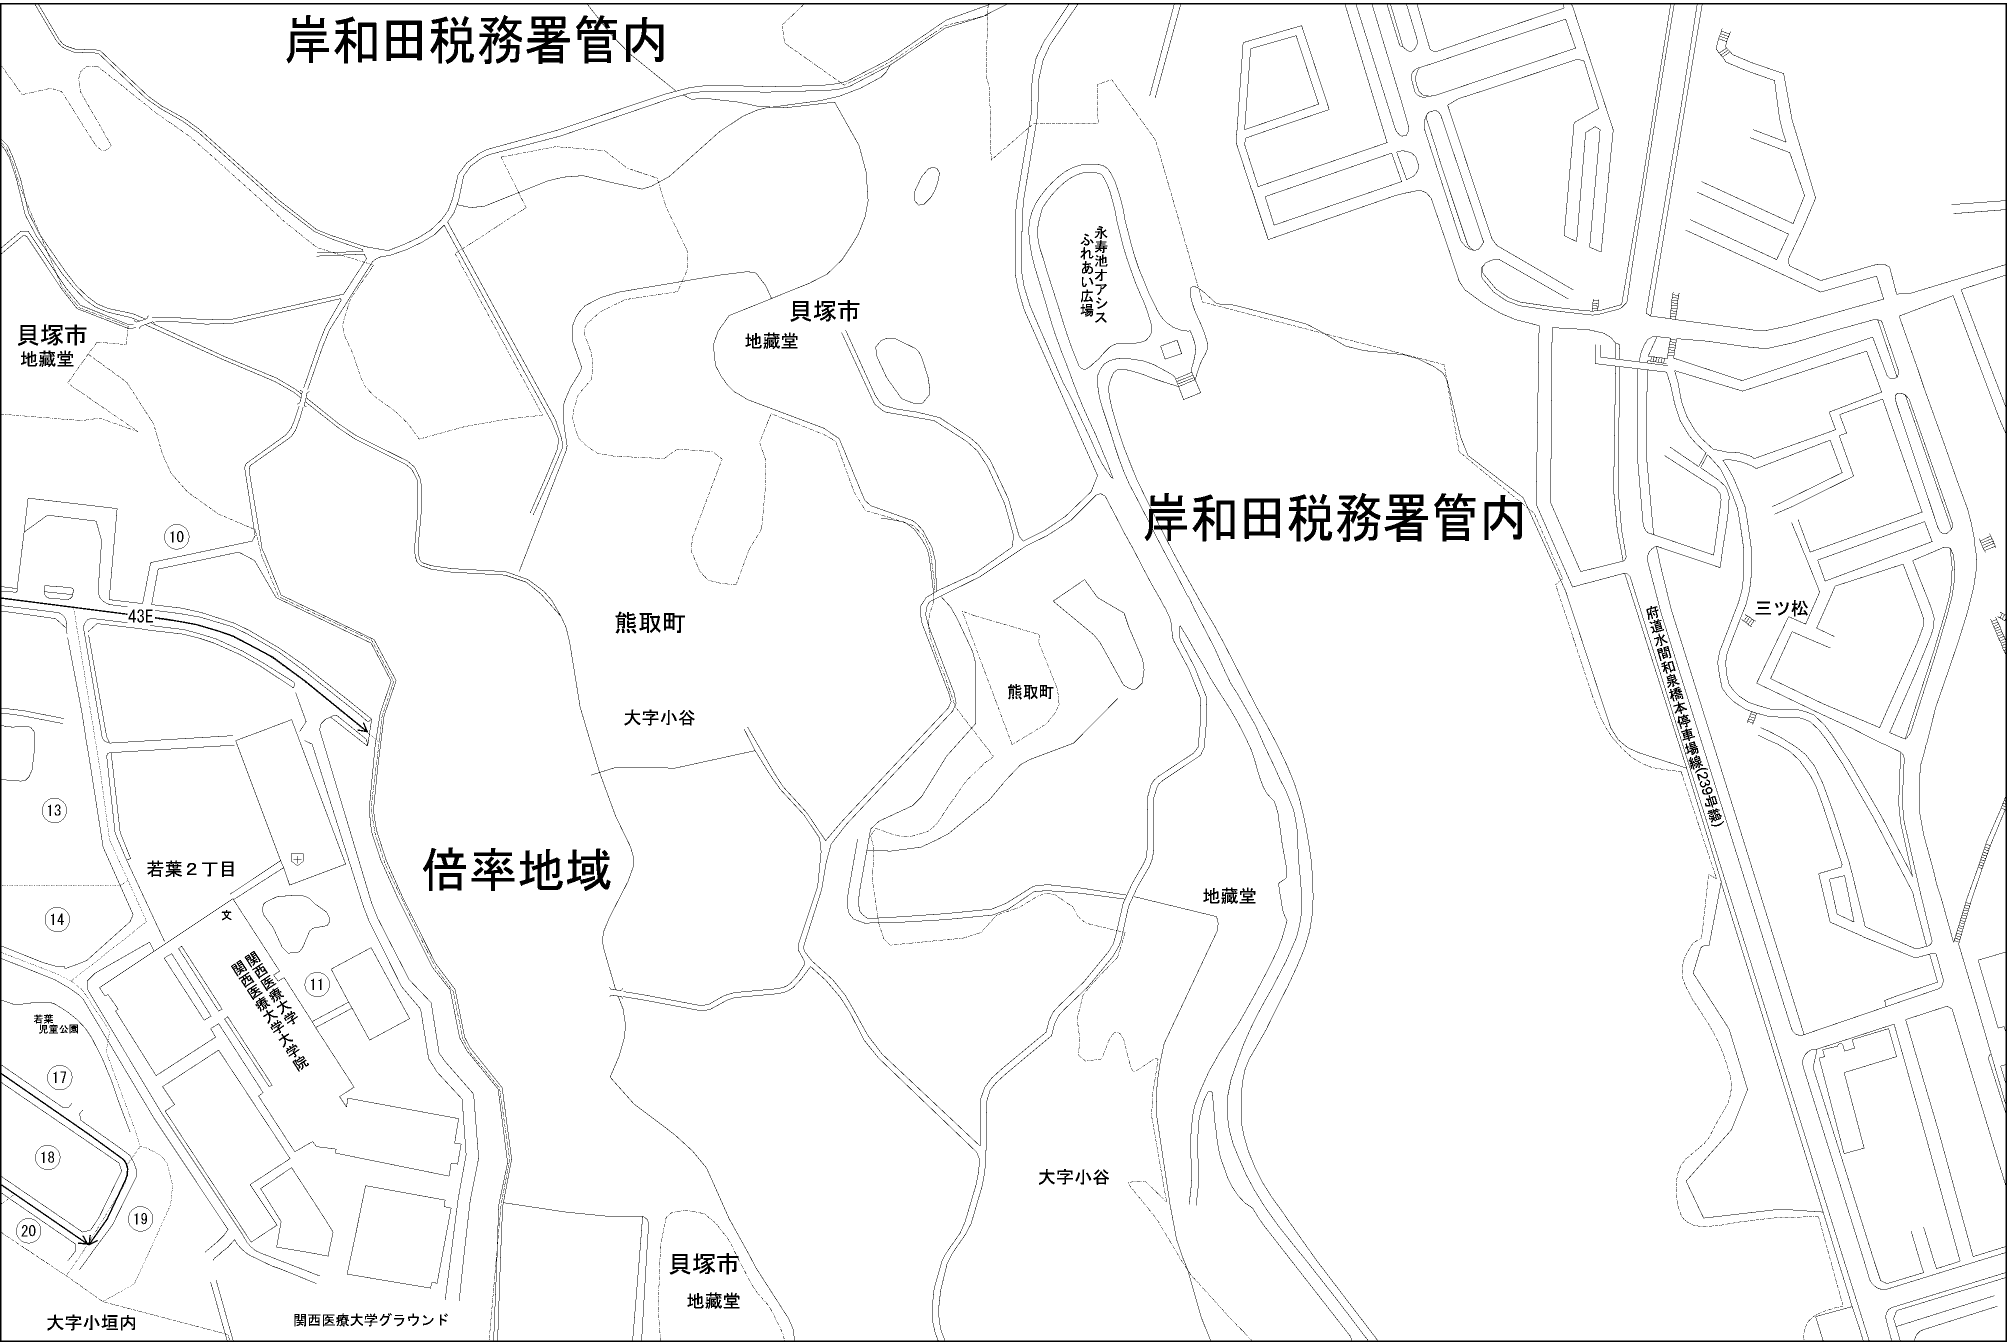 岸和田税務署管内
永寿池オアシス
ふれあい広場
貝塚市
地蔵堂
貝塚市
地蔵堂
岸和田税務署管内
10
43E
熊取町
三ツ松
府道水間和泉橋本停車場線(239号線)
熊取町
大字小谷
13
若葉2丁目
倍率地域
地蔵堂
14
文
関西医療大学
関西医療大学大学院
11
若葉
児童公園
17
18
大字小谷
19
20
貝塚市
地蔵堂
大字小垣内
関西医療大学グラウンド